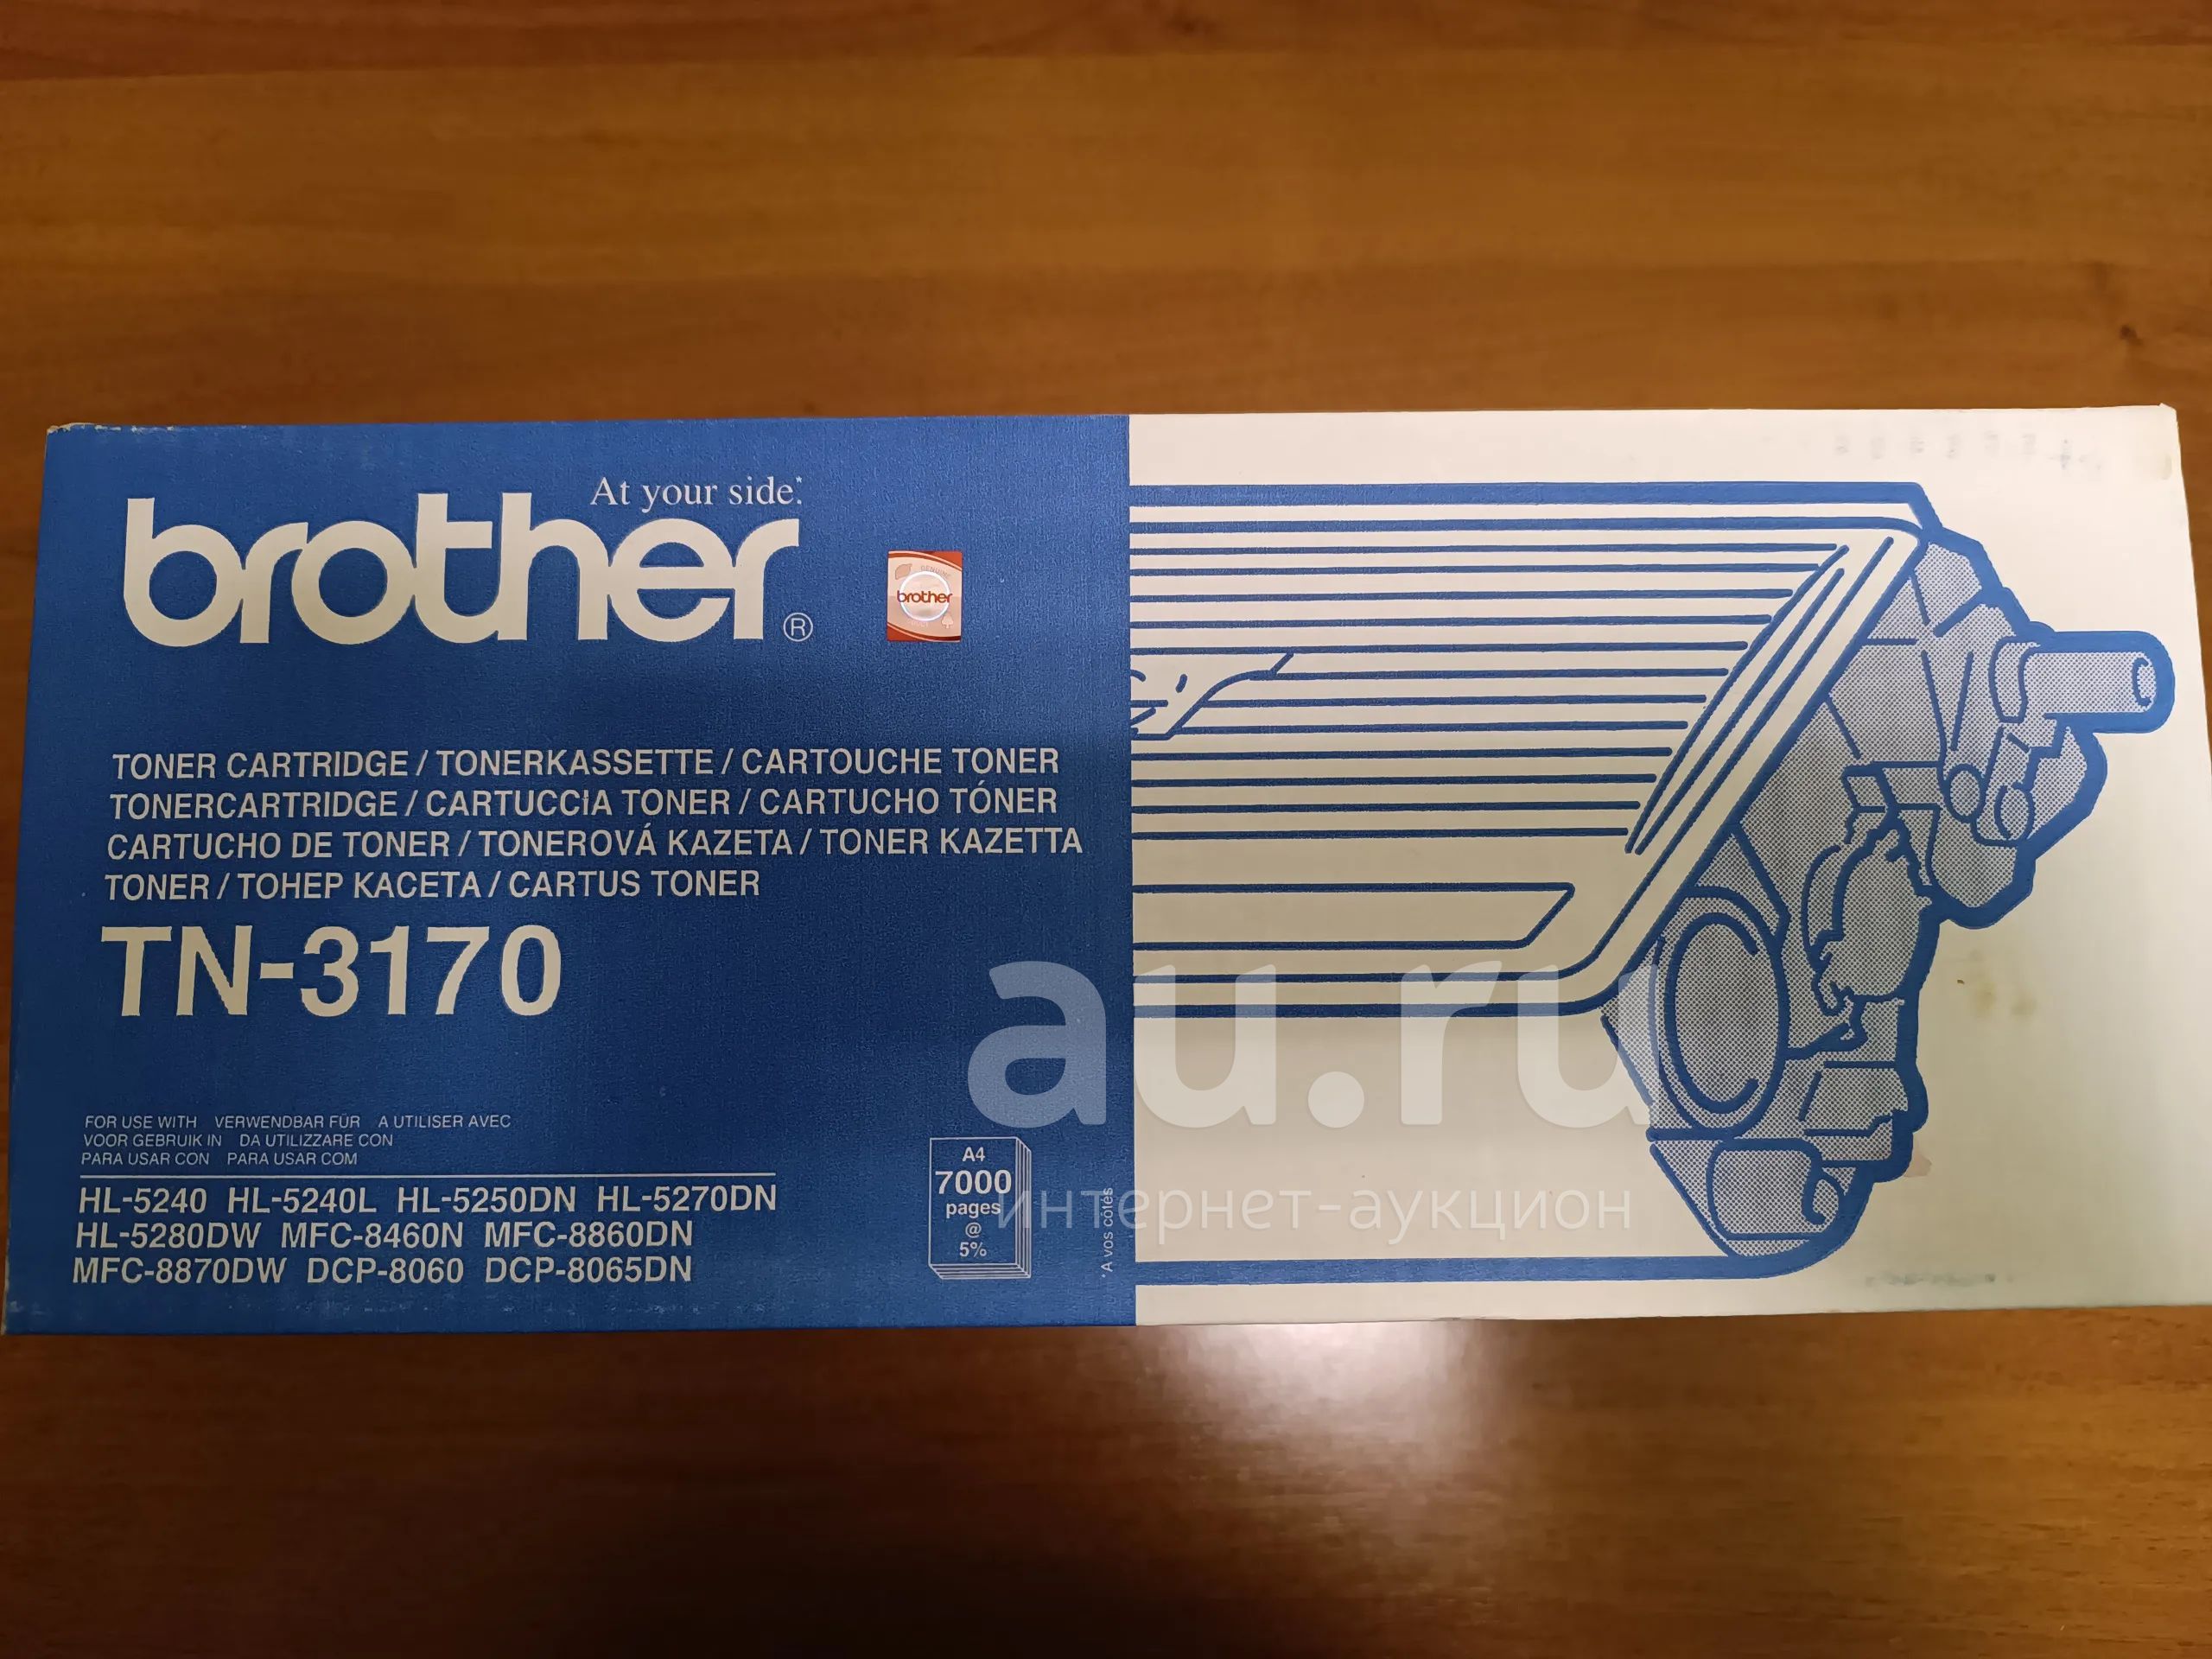 At your side.*
brother®
GENUINE
brother
TONER CARTRIDGE / TONERKASSETTE / CARTOUCHE TONER
TONERCARTRIDGE / CARTUCCIA TONER / CARTUCHO TÓNER
CARTUCHO DE TONER / TONEROVÁ KAZETA / TONER KAZETTA
TONER / ТОНЕР КАСЕТА / CARTUS TONER
TN-3170
FOR USE WITH VERWENDBAR FÜR A UTILISER AVEC
VOOR GEBRUIK IN DA UTILIZZARE CON
PARA USAR CON PARA USAR COM
HL-5240 HL-5240L HL-5250DN HL-5270DN
HL-5280DW MFC-8460N MFC-8860DN
MFC-8870DW DCP-8060 DCP-8065DN
A4
7000
pages
@
5%
*A vos côtés
au.ru
интернет-аукцион